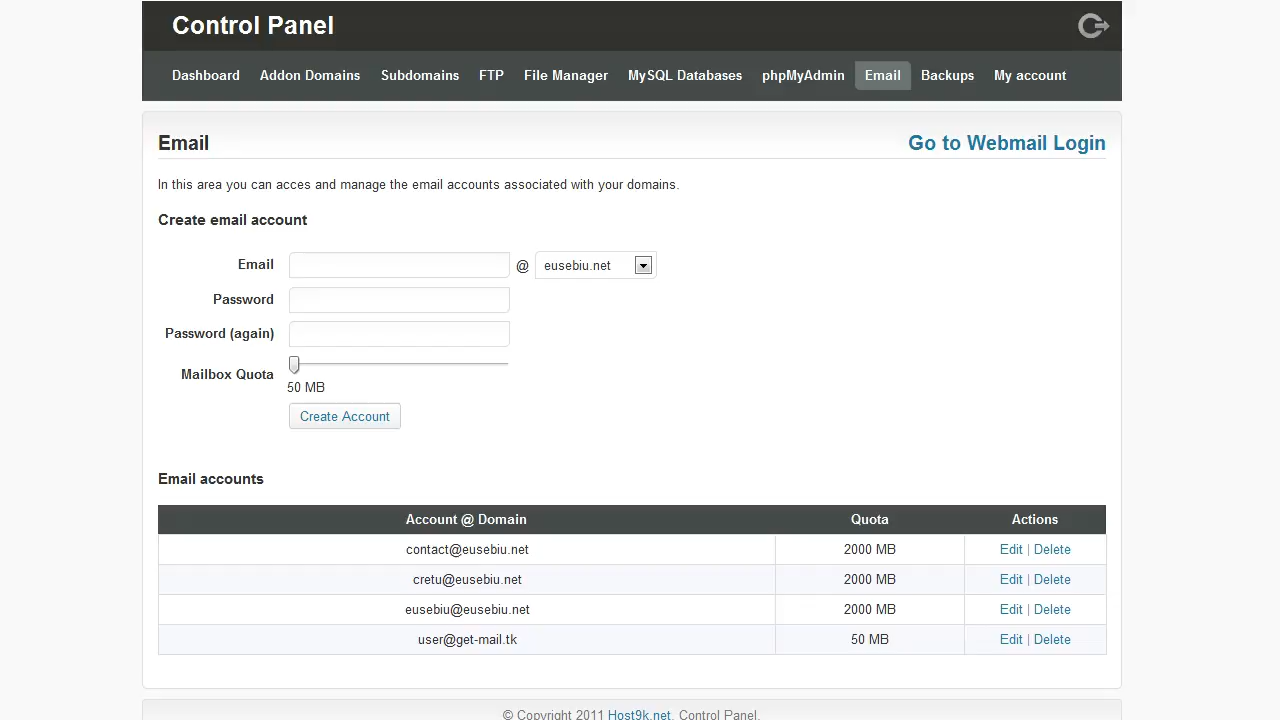 Control Panel
Dashboard Addon Domains Subdomains FTP File Manager MySQL Databases phpMyAdmin Email Backups My account
Email Go to Webmail Login
In this area you can acces and manage the email accounts associated with your domains.
Create email account
Email @ eusebiu.net
Password
Password (again)
Mailbox Quota
50 MB
Create Account
Email accounts
Account @ Domain Quota Actions
contact@eusebiu.net 2000 MB Edit | Delete
cretu@eusebiu.net 2000 MB Edit | Delete
eusebiu@eusebiu.net 2000 MB Edit | Delete
user@get-mail.tk 50 MB Edit | Delete
© Copyright 2011 Host9k.net. Control Panel.